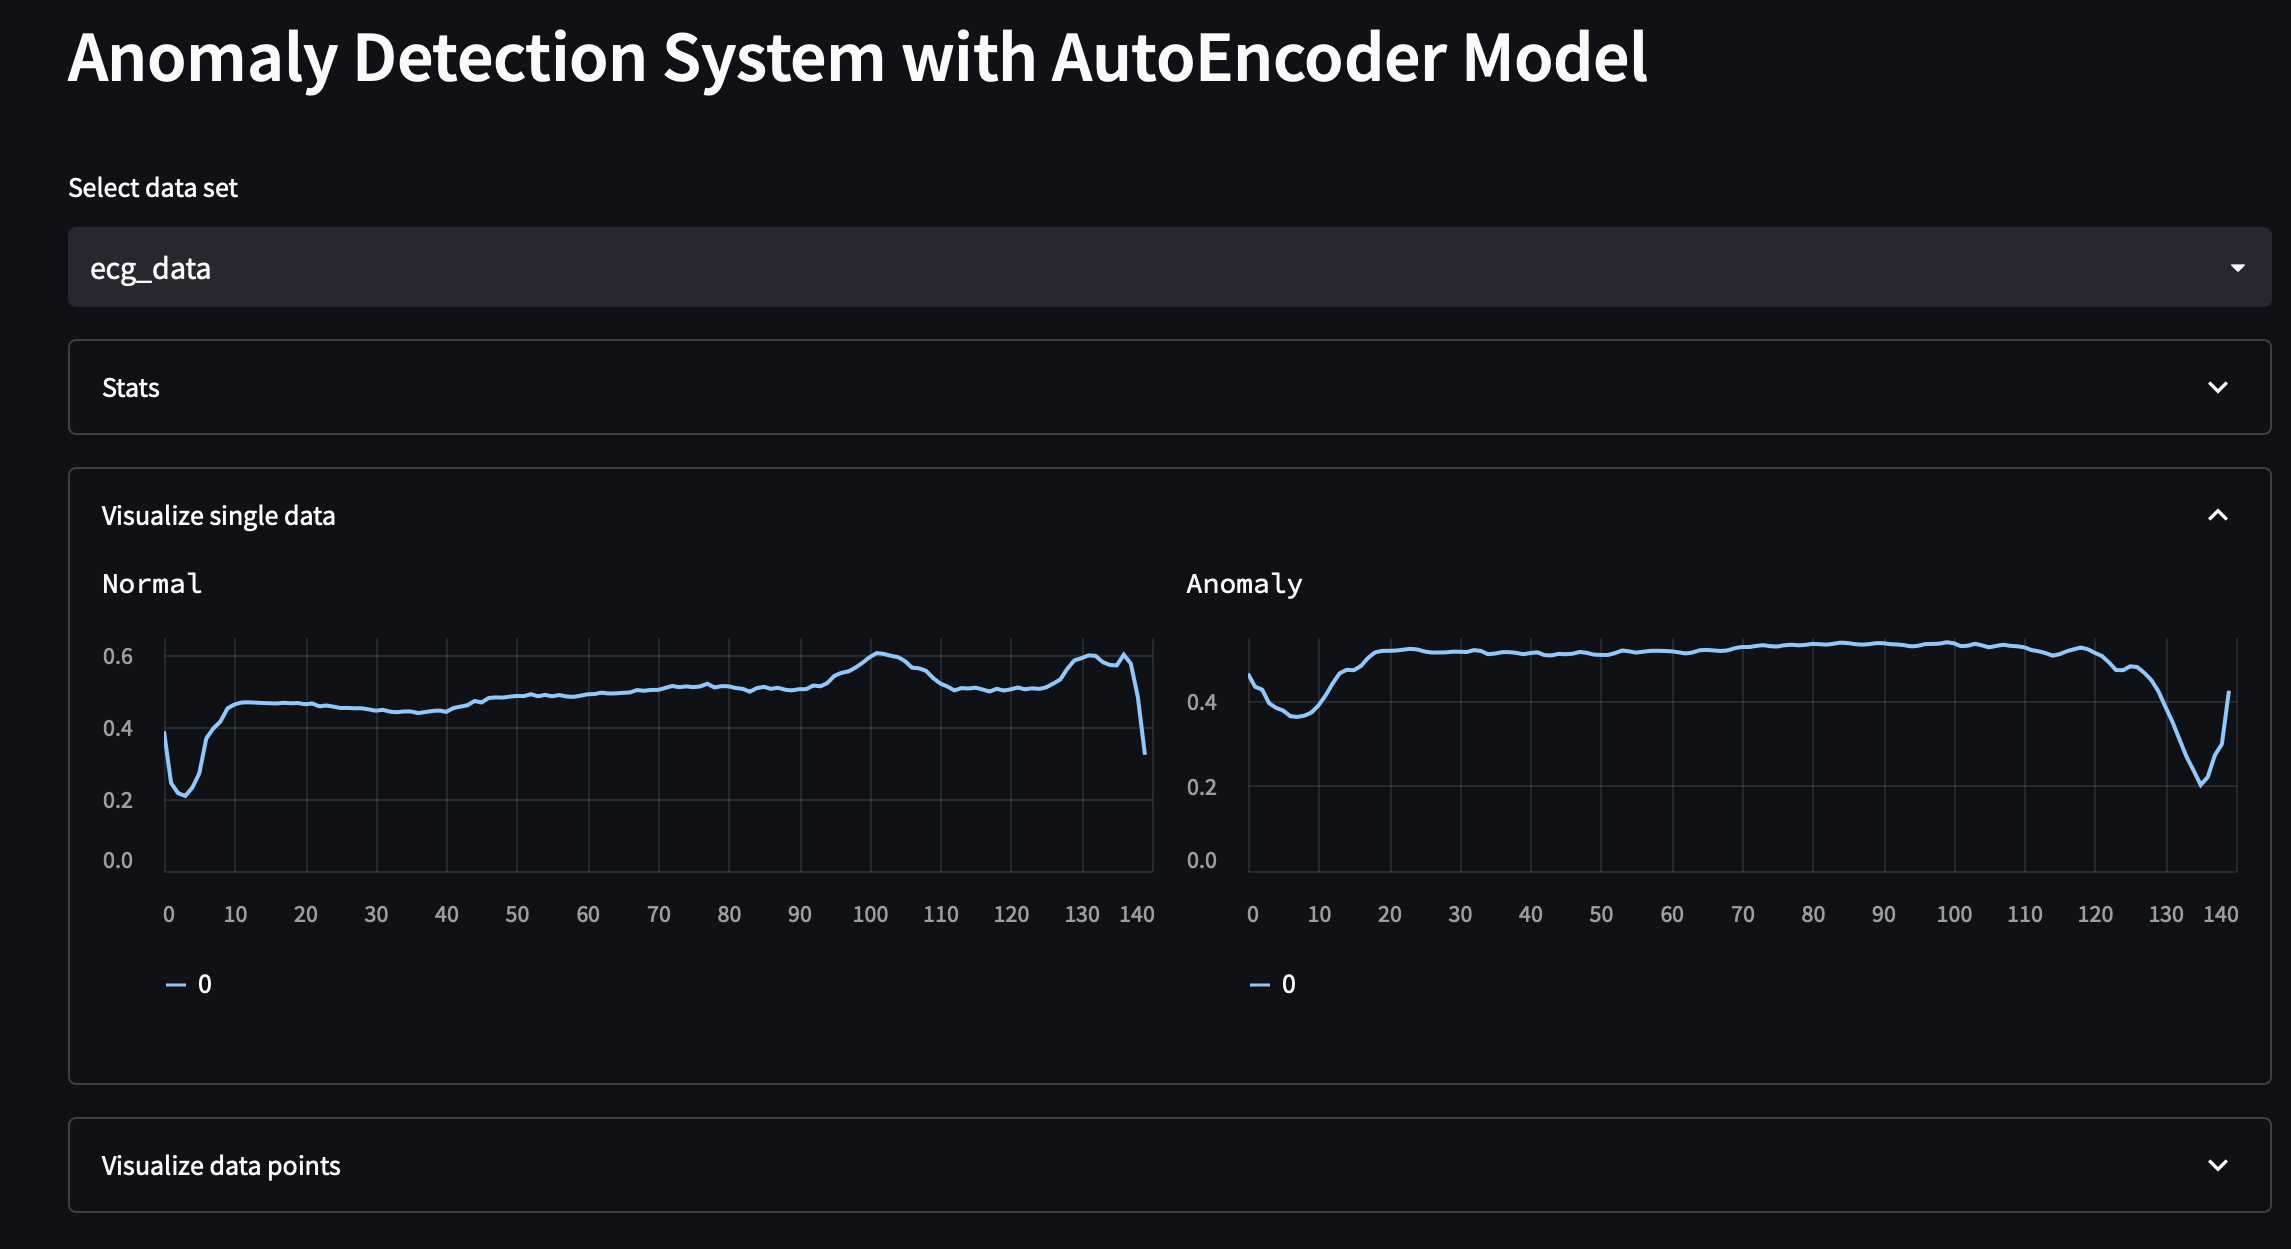 Anomaly Detection System with AutoEncoder Model
Select data set
ecg_data
Stats
Visualize single data
Normal
0.6
0.4
0.2
0.0
0 10 20 30 40 50 60 70 80 90 100 110 120 130 140
0
Anomaly
0.4
0.2
0.0
0 10 20 30 40 50 60 70 80 90 100 110 120 130 140
0
Visualize data points